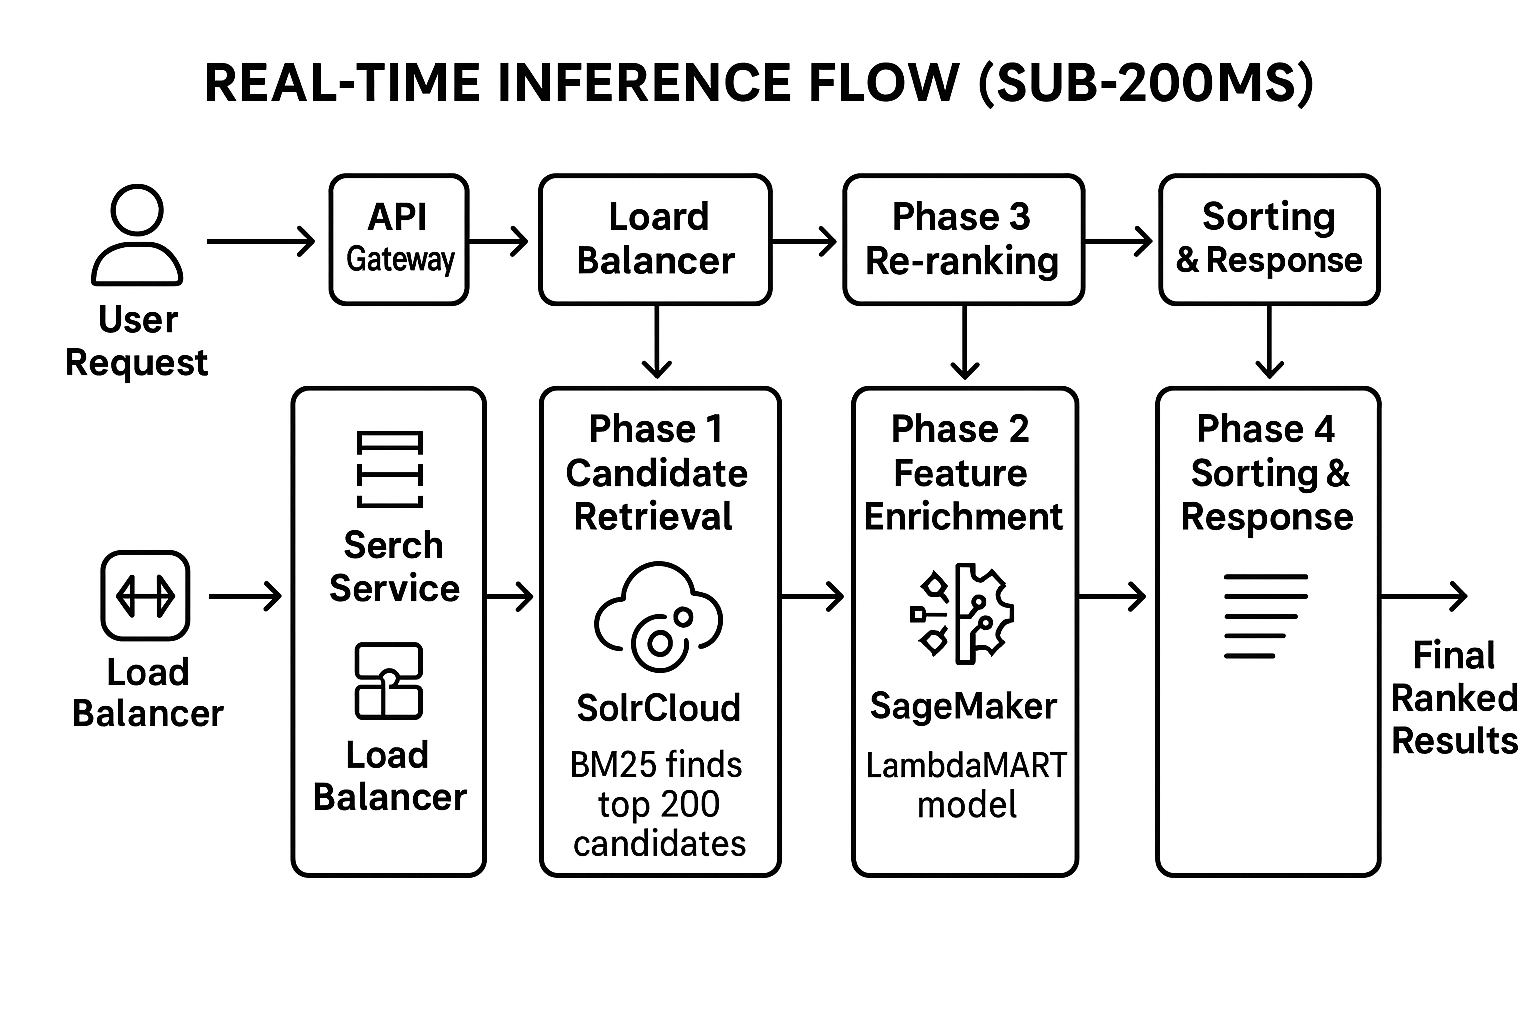 REAL-TIME INFERENCE FLOW (SUB-200MS)
User
Request
API
Gateway
Loard
Balancer
Phase 3
Re-ranking
Sorting
& Response
Load
Balancer
Serch
Service
Load
Balancer
Phase 1
Candidate
Retrieval
SolrCloud
BM25 finds
top 200
candidates
Phase 2
Feature
Enrichment
SageMaker
LambdaMART
model
Phase 4
Sorting &
Response
Final
Ranked
Results